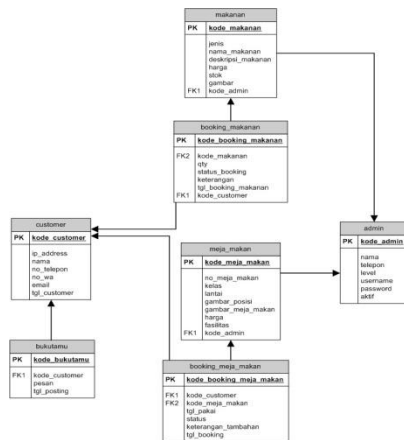 makanan
PK kode_makanan
jenis
nama_makanan
deskripsi_makanan
harga
stok
gambar
FK1 kode_admin
booking_makanan
PK kode_booking_makanan
FK2 kode_makanan
qty
status_booking
keterangan
tgl_booking_makanan
FK1 kode_customer
customer
PK kode_customer
ip_address
nama
no_telepon
no_wa
email
tgl_customer
meja_makan
PK kode_meja_makan
no_meja_makan
kelas
lantai
gambar_posisi
gambar_meja_makan
harga
fasilitas
FK1 kode_admin
admin
PK kode_admin
nama
telepon
level
username
password
aktif
bukutamu
PK kode_bukutamu
FK1 kode_customer
pesan
tgl_posting
booking_meja_makan
PK kode_booking_meja_makan
FK1 kode_customer
FK2 kode_meja_makan
tgl_pakai
status
keterangan_tambahan
tgl_booking